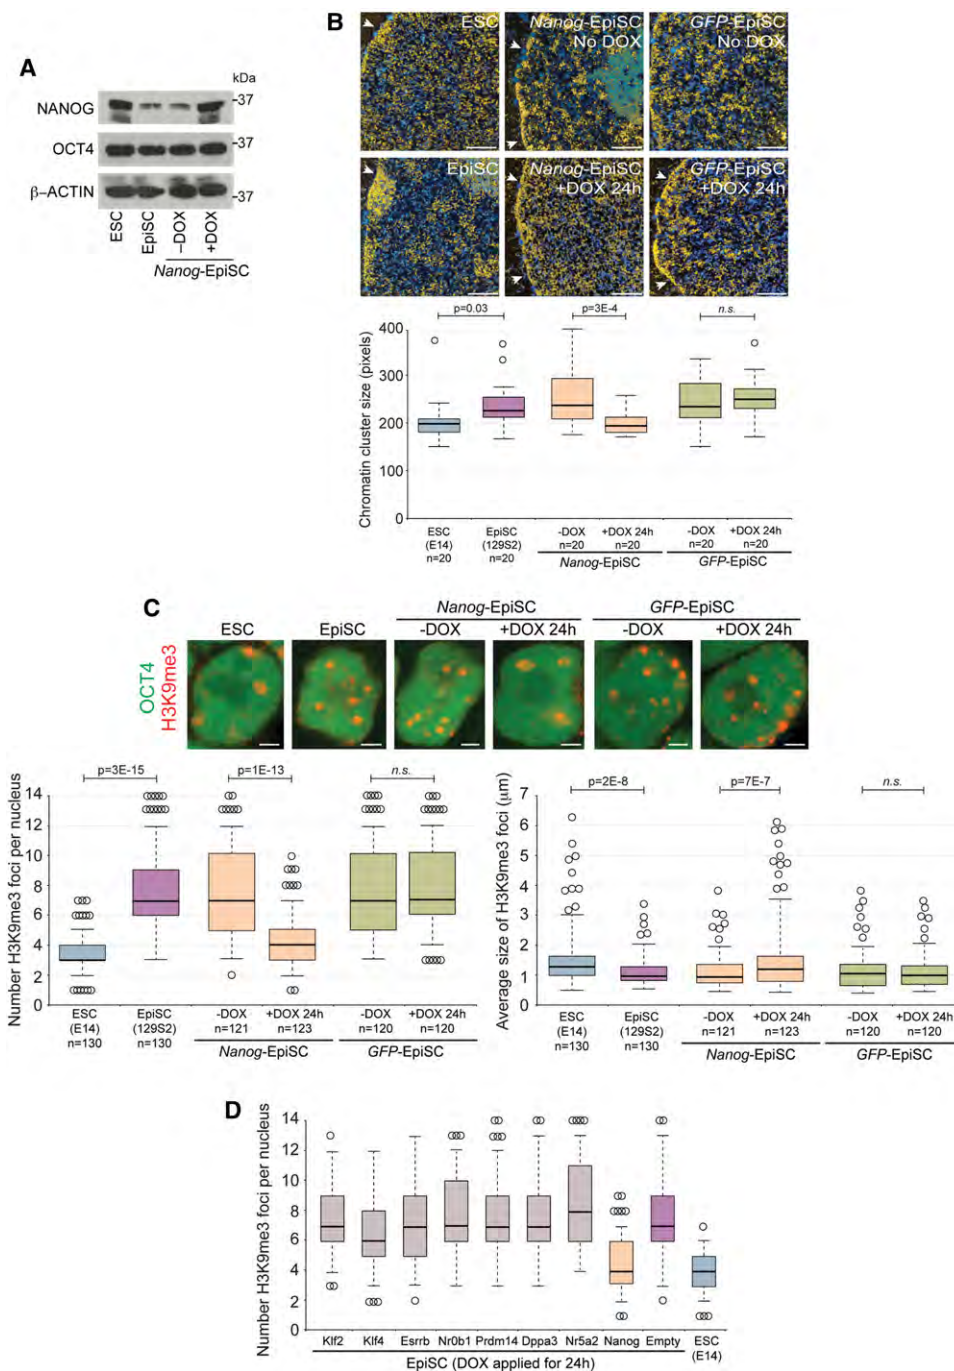 A
kDa
NANOG
-37
OCT4
-37
β-ACTIN
-37
ESC
EpiSC
-DOX
+DOX
Nanog-EpiSC
B
ESC
Nanog-EpiSC
No DOX
GFP-EpiSC
No DOX
EpiSC
Nanog-EpiSC
+DOX 24h
GFP-EpiSC
+DOX 24h
p=0.03
p=3E-4
n.s.
Chromatin cluster size (pixels)
400
300
200
100
0
ESC
(E14)
n=20
EpiSC
(129S2)
n=20
-DOX
n=20
+DOX 24h
n=20
Nanog-EpiSC
-DOX
n=20
+DOX 24h
n=20
GFP-EpiSC
C
OCT4
H3K9me3
ESC
EpiSC
Nanog-EpiSC
-DOX
+DOX 24h
GFP-EpiSC
-DOX
+DOX 24h
p=3E-15
p=1E-13
n.s.
Number H3K9me3 foci per nucleus
14
12
10
8
6
4
2
0
ESC
(E14)
n=130
EpiSC
(129S2)
n=130
-DOX
n=121
+DOX 24h
n=123
Nanog-EpiSC
-DOX
n=120
+DOX 24h
n=120
GFP-EpiSC
p=2E-8
p=7E-7
n.s.
Average size of H3K9me3 foci (μm)
7
6
5
4
3
2
1
0
ESC
(E14)
n=130
EpiSC
(129S2)
n=130
-DOX
n=121
+DOX 24h
n=123
Nanog-EpiSC
-DOX
n=120
+DOX 24h
n=120
GFP-EpiSC
D
Number H3K9me3 foci per nucleus
14
12
10
8
6
4
2
0
Klf2
Klf4
Esrrb
Nr0b1
Prdm14
Dppa3
Nr5a2
Nanog
Empty
ESC
(E14)
EpiSC (DOX applied for 24h)